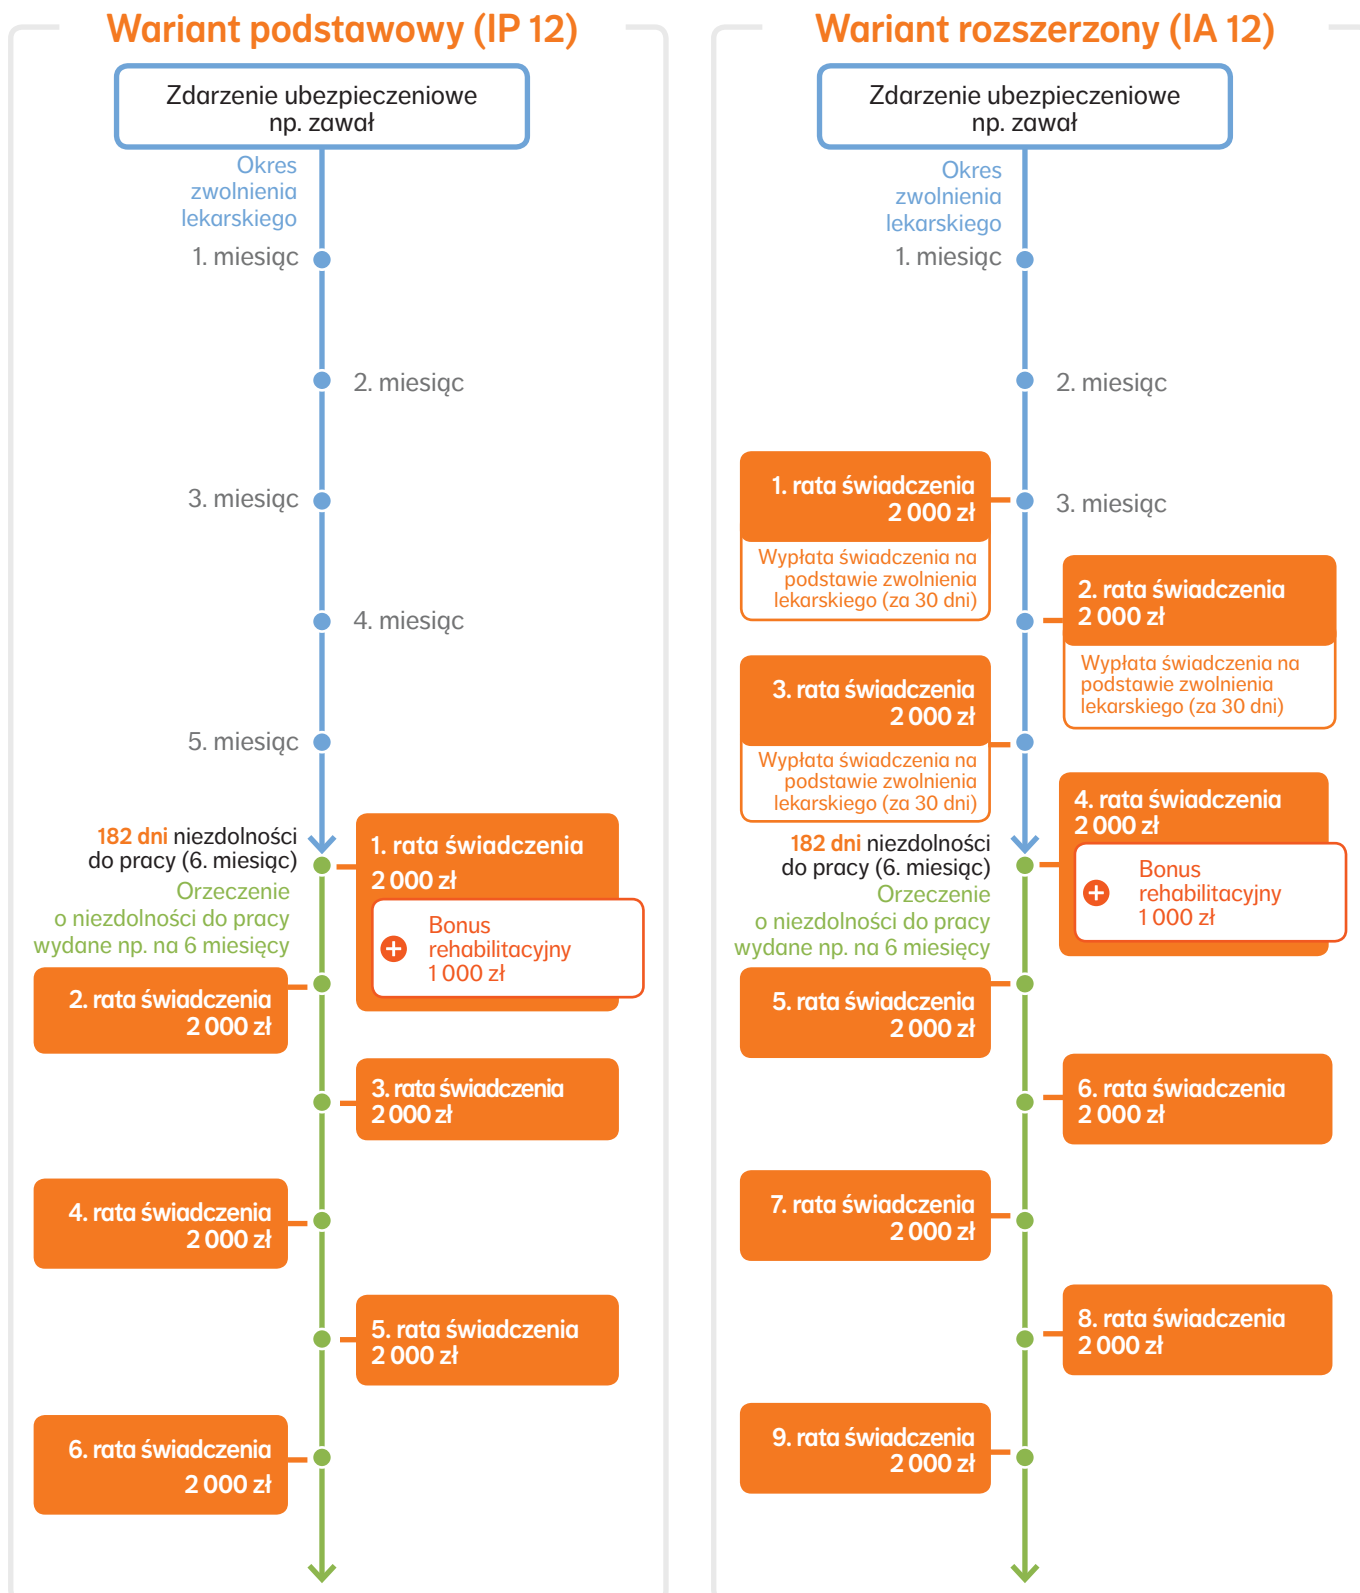 Wariant podstawowy (IP 12)
Zdarzenie ubezpieczeniowe
np. zawał
Okres
zwolnienia
lekarskiego
1. miesiąc
2. miesiąc
3. miesiąc
4. miesiąc
5. miesiąc
182 dni niezdolności
do pracy (6. miesiąc)
Orzeczenie
o niezdolności do pracy
wydane np. na 6 miesięcy
1. rata świadczenia
2 000 zł
Bonus
rehabilitacyjny
1 000 zł
2. rata świadczenia
2 000 zł
3. rata świadczenia
2 000 zł
4. rata świadczenia
2 000 zł
5. rata świadczenia
2 000 zł
6. rata świadczenia
2 000 zł
Wariant rozszerzony (IA 12)
Zdarzenie ubezpieczeniowe
np. zawał
Okres
zwolnienia
lekarskiego
1. miesiąc
2. miesiąc
1. rata świadczenia
2 000 zł
Wypłata świadczenia na
podstawie zwolnienia
lekarskiego (za 30 dni)
3. miesiąc
2. rata świadczenia
2 000 zł
Wypłata świadczenia na
podstawie zwolnienia
lekarskiego (za 30 dni)
3. rata świadczenia
2 000 zł
Wypłata świadczenia na
podstawie zwolnienia
lekarskiego (za 30 dni)
182 dni niezdolności
do pracy (6. miesiąc)
Orzeczenie
o niezdolności do pracy
wydane np. na 6 miesięcy
4. rata świadczenia
2 000 zł
Bonus
rehabilitacyjny
1 000 zł
5. rata świadczenia
2 000 zł
6. rata świadczenia
2 000 zł
7. rata świadczenia
2 000 zł
8. rata świadczenia
2 000 zł
9. rata świadczenia
2 000 zł